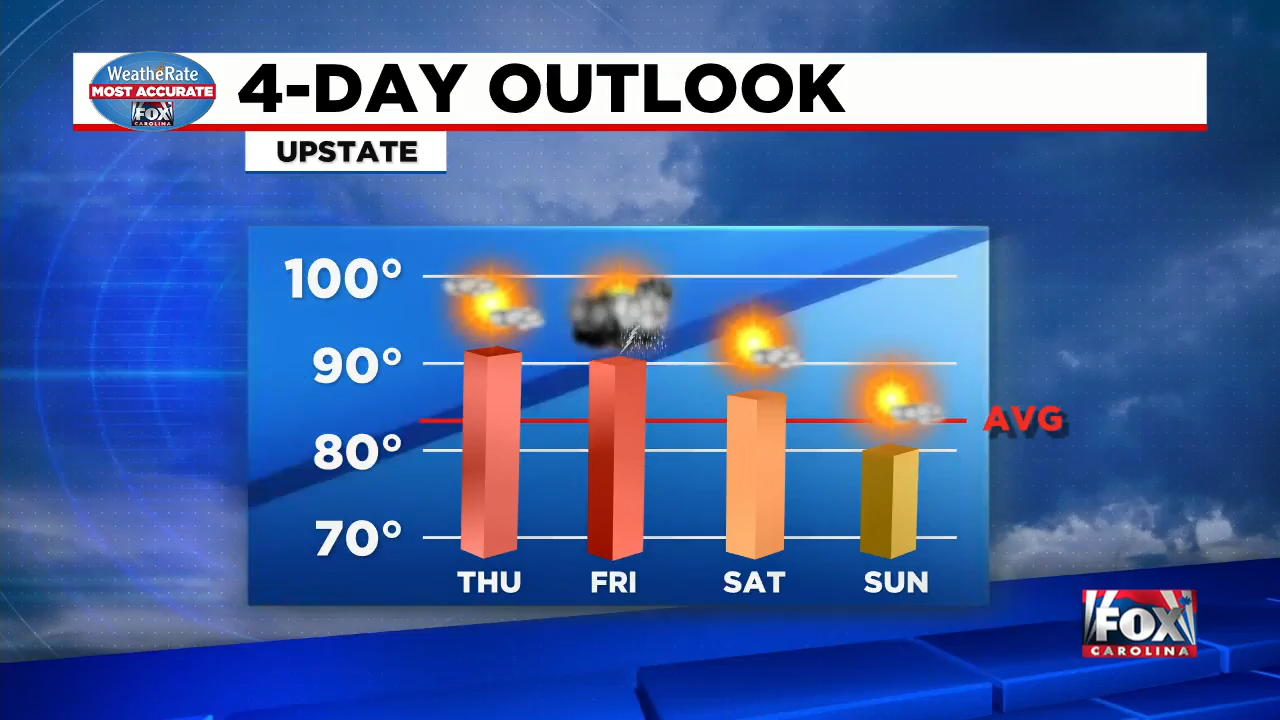 WeatheRate
MOST ACCURATE
FOX
CAROLINA
4-DAY OUTLOOK
UPSTATE
100°
90°
80°
70°
AVG
THU FRI SAT SUN
FOX
CAROLINA